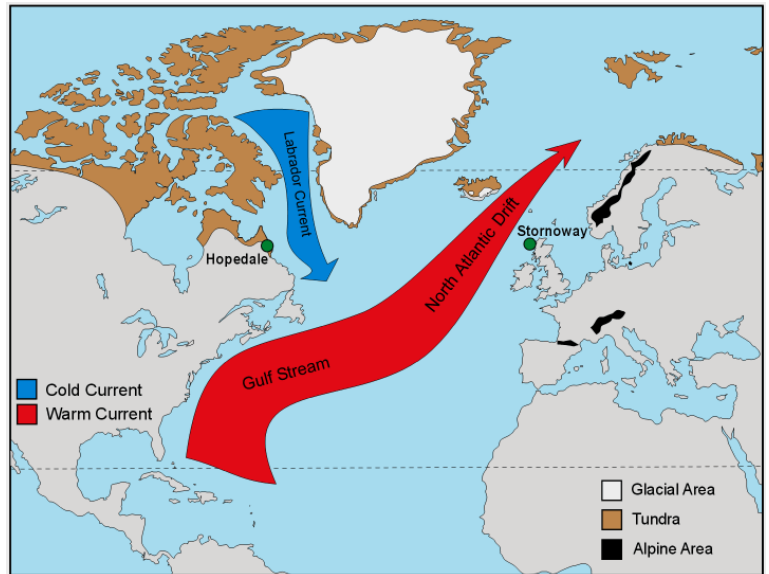 Labrador Current
Hopedale
Stornoway
North Atlantic Drift
Gulf Stream
Cold Current
Warm Current
Glacial Area
Tundra
Alpine Area